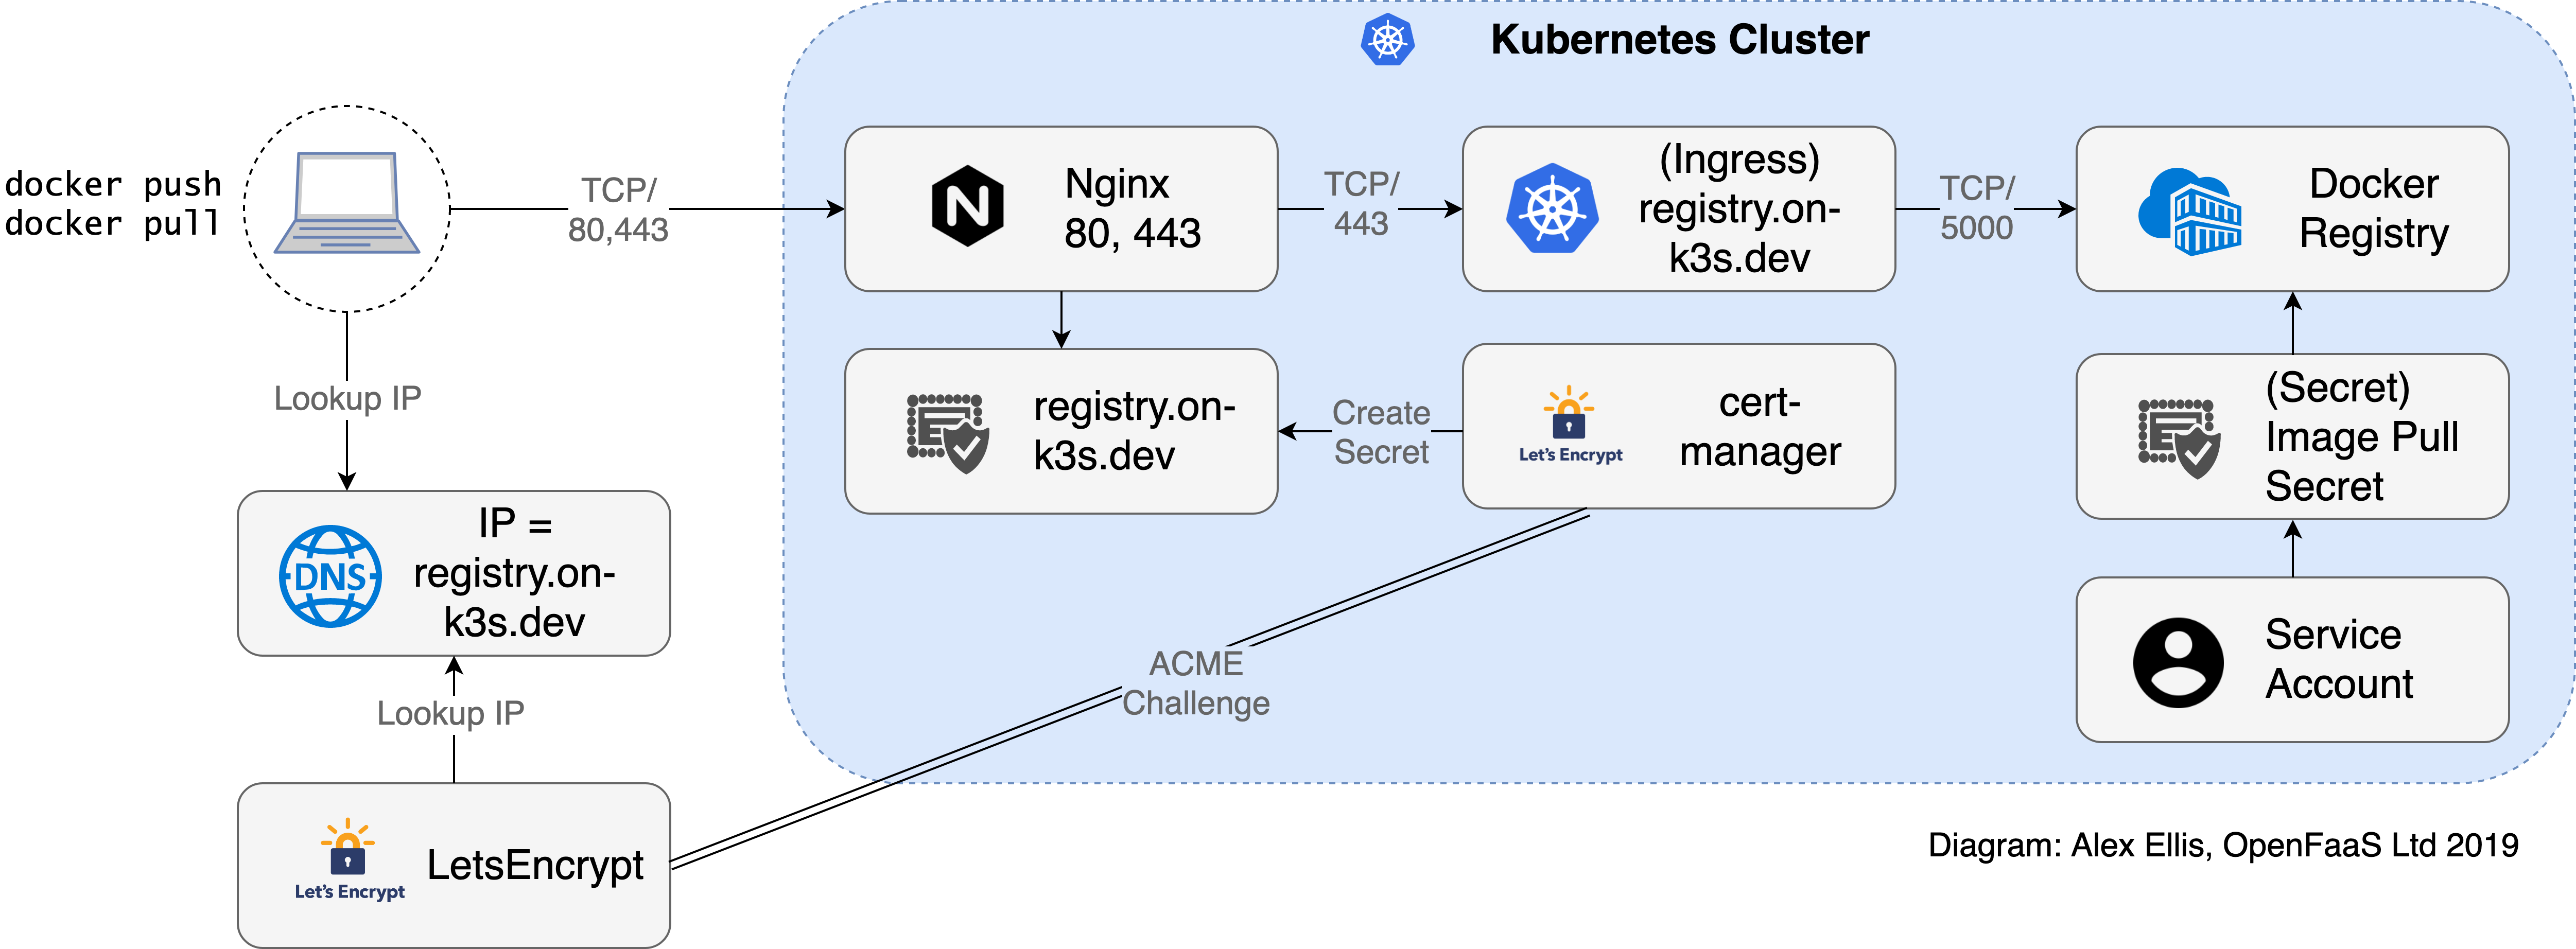 Kubernetes Cluster
docker push
docker pull
TCP/
80,443
Nginx
80, 443
TCP/
443
(Ingress)
registry.on-
k3s.dev
TCP/
5000
Docker
Registry
Lookup IP
registry.on-
k3s.dev
Create
Secret
Let's Encrypt
cert-
manager
(Secret)
Image Pull
Secret
DNS
IP =
registry.on-
k3s.dev
ACME
Challenge
Service
Account
Lookup IP
Let's Encrypt
LetsEncrypt
Diagram: Alex Ellis, OpenFaaS Ltd 2019